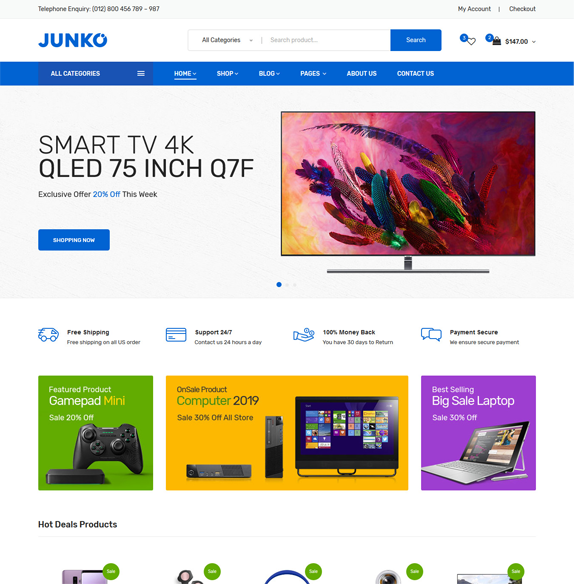 Telephone Enquiry: (012) 800 456 789 – 987
My Account | Checkout
JUNKO
All Categories
Search product...
Search
3
2
$147.00
ALL CATEGORIES
HOME
SHOP
BLOG
PAGES
ABOUT US
CONTACT US
SMART TV 4K
QLED 75 INCH Q7F
Exclusive Offer 20% Off This Week
SHOPPING NOW
Free Shipping
Free shipping on all US order
Support 24/7
Contact us 24 hours a day
100% Money Back
You have 30 days to Return
Payment Secure
We ensure secure payment
Featured Product
Gamepad Mini
Sale 20% Off
OnSale Product
Computer 2019
Sale 30% Off All Store
Best Selling
Big Sale Laptop
Sale 30% Off
Hot Deals Products
Sale
Sale
Sale
Sale
Sale